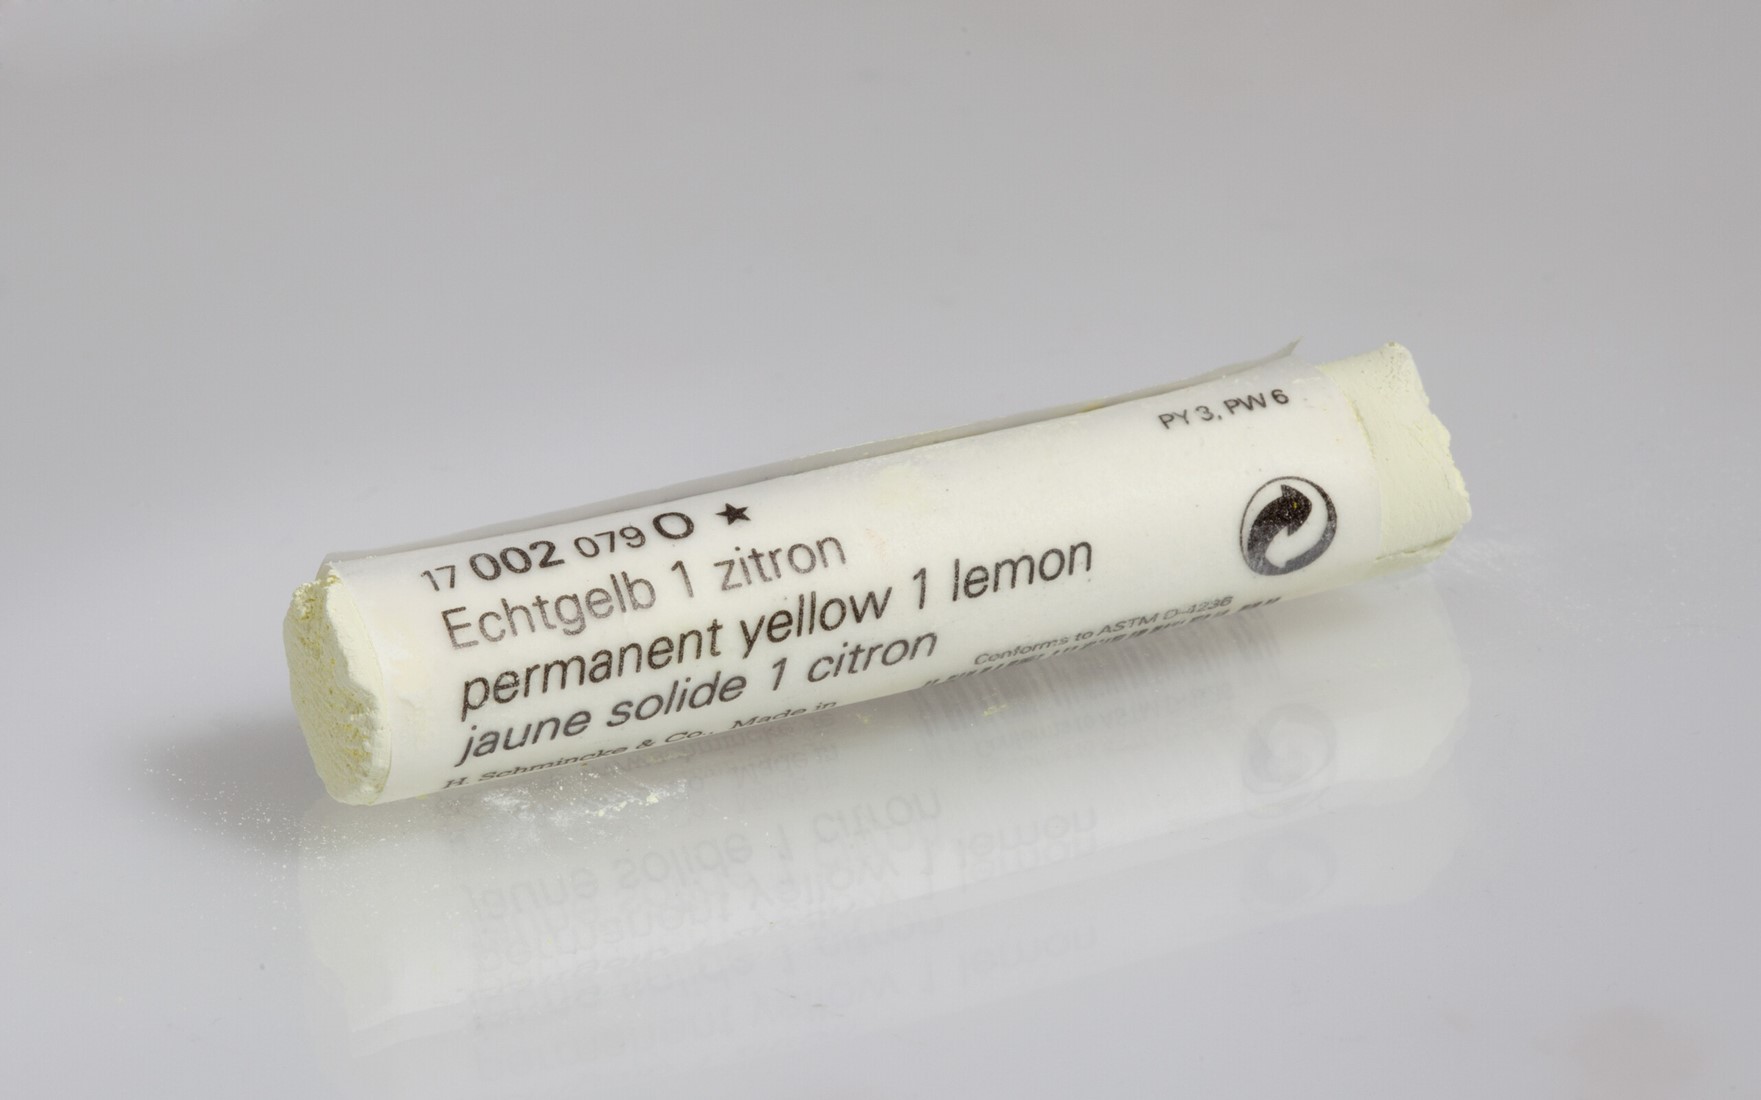 17 002 079 O ★
Echtgelb 1 zitron
permanent yellow 1 lemon
jaune solide 1 citron
H. Schmincke & Co., Made in
PY 3, PW 6
Conforms to ASTM D-4236